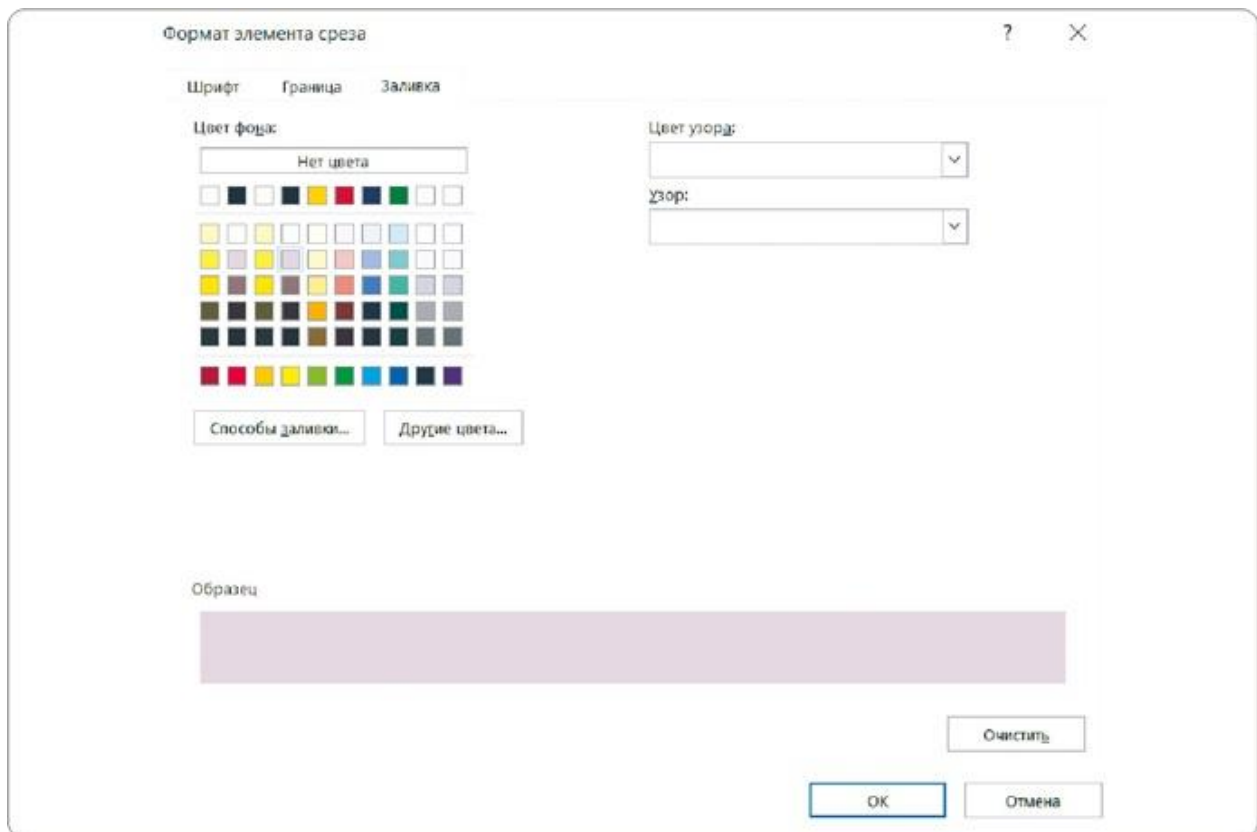 Формат элемента среза
?
Шрифт Граница Заливка
Цвет фона:
Нет цвета
Цвет узора:
Узор:
Способы заливки...
Другие цвета...
Образец
Очистить
ОК
Отмена